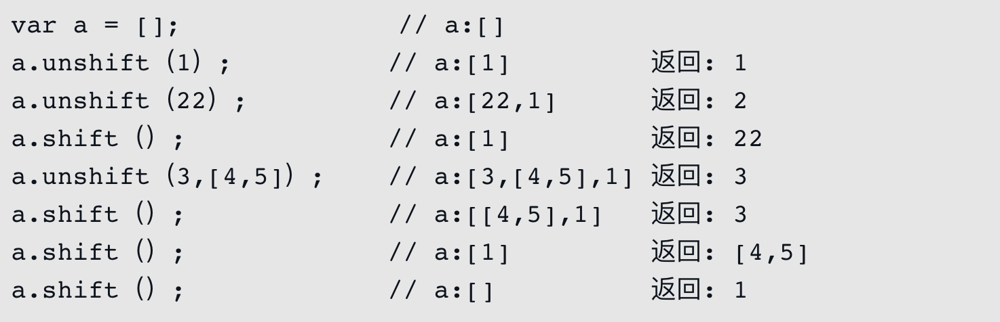 var a = [];                    // a:[]
a.unshift (1) ;                // a:[1]          返回: 1
a.unshift (22) ;               // a:[22,1]       返回: 2
a.shift () ;                   // a:[1]          返回: 22
a.unshift (3,[4,5]) ;          // a:[3,[4,5],1]  返回: 3
a.shift () ;                   // a:[[4,5],1]    返回: 3
a.shift () ;                   // a:[1]          返回: [4,5]
a.shift () ;                   // a:[]           返回: 1